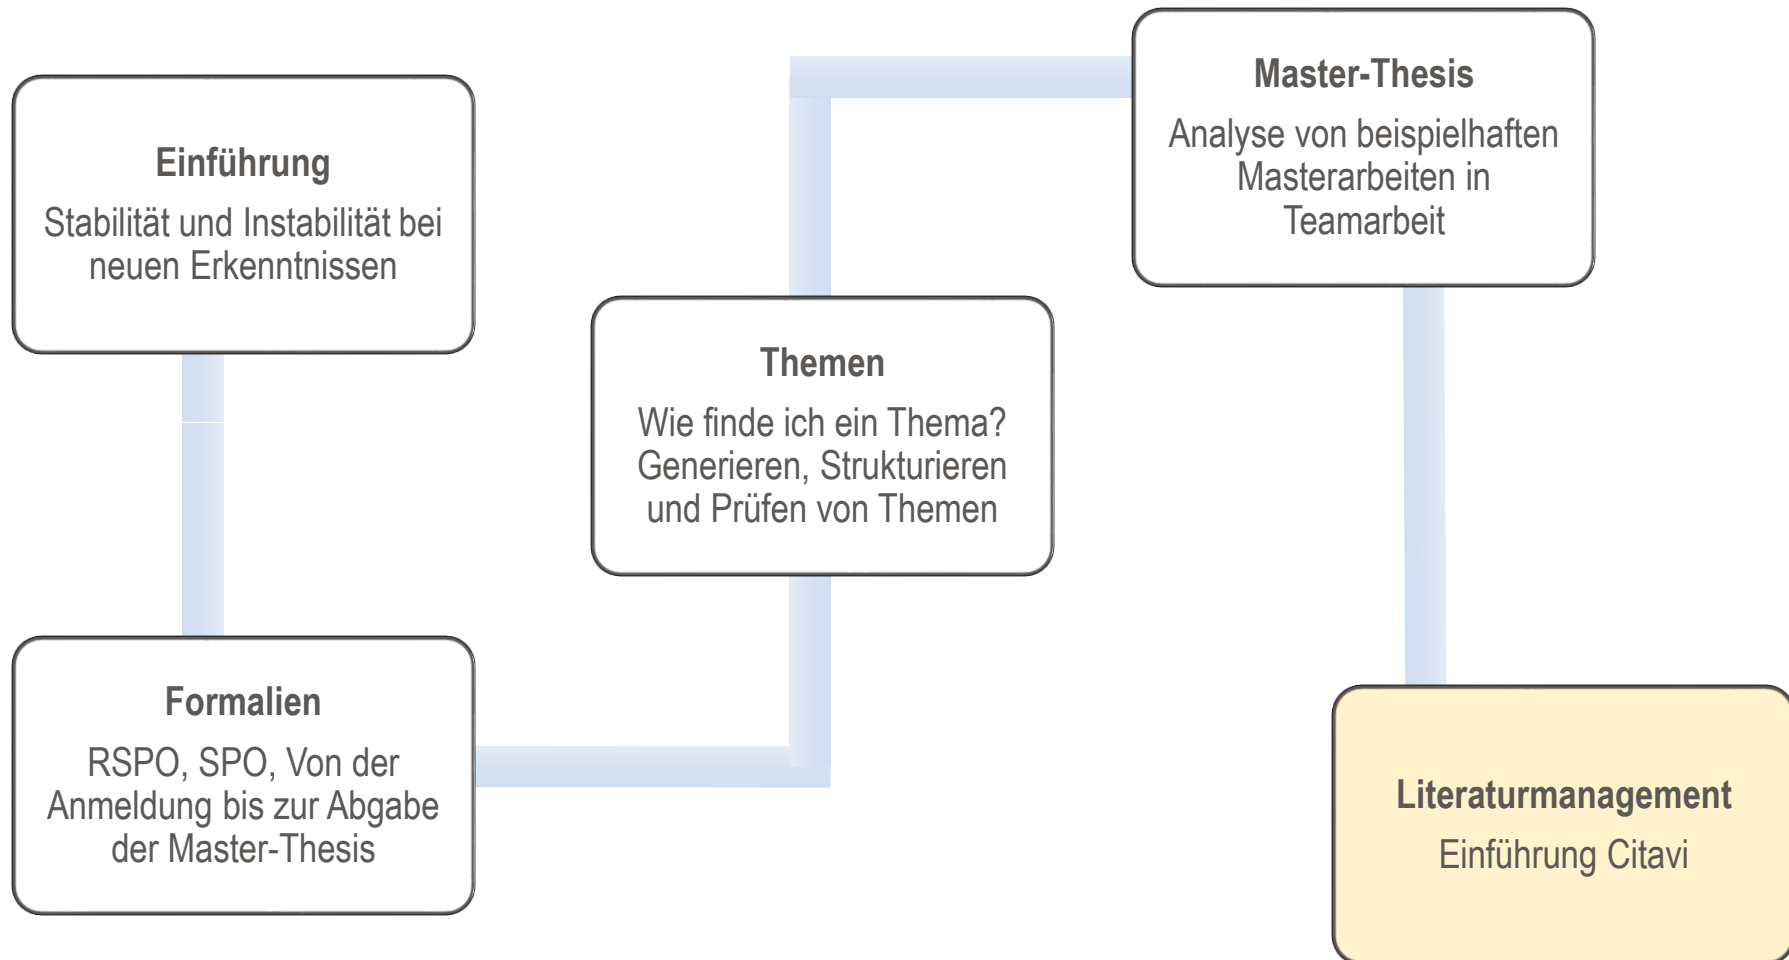 Einführung
Stabilität und Instabilität bei
neuen Erkenntnissen
Formalien
RSPO, SPO, Von der
Anmeldung bis zur Abgabe
der Master-Thesis
Themen
Wie finde ich ein Thema?
Generieren, Strukturieren
und Prüfen von Themen
Master-Thesis
Analyse von beispielhaften
Masterarbeiten in
Teamarbeit
Literaturmanagement
Einführung Citavi